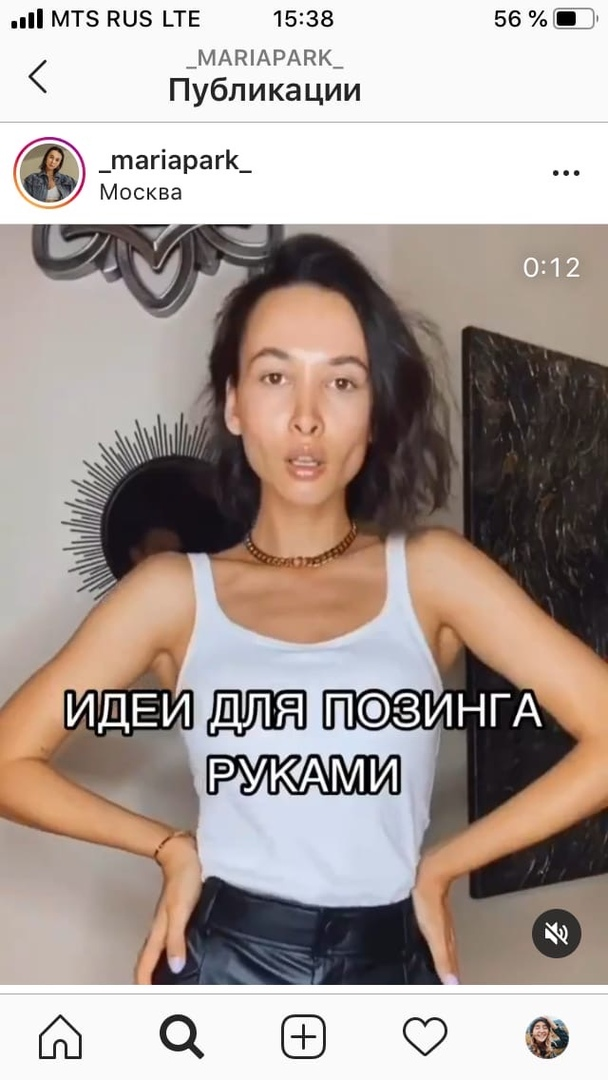 MTS RUS LTE 15:38 56 %
_MARIAPARK_
Публикации
_mariapark_
Москва
0:12
ИДЕИ ДЛЯ ПОЗИНГА
РУКАМИ